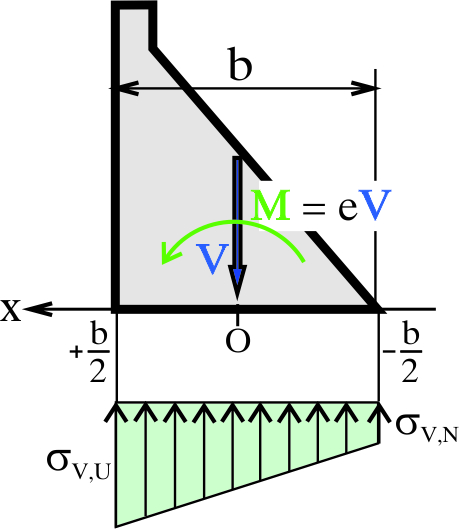 b
M = eV
V
x
+b/2
O
−b/2
σV,U
σV,N